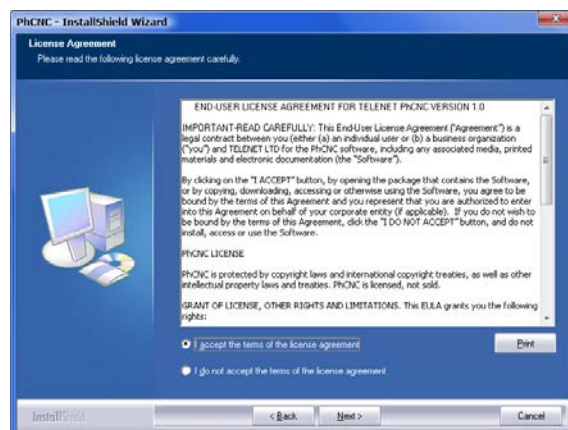 PhCNC - InstallShield Wizard
License Agreement
Please read the following license agreement carefully.
END-USER LICENSE AGREEMENT FOR TELENET PhCNC VERSION 1.0
IMPORTANT-READ CAREFULLY: This End-User License Agreement ("Agreement") is a
legal contract between you (either (a) an individual user or (b) a business organization
("you") and TELENET LTD for the PhCNC software, including any associated media, printed
materials and electronic documentation (the "Software").
By clicking on the "I ACCEPT" button, by opening the package that contains the Software,
or by copying, downloading, accessing or otherwise using the Software, you agree to be
bound by the terms of this Agreement and you represent that you are authorized to enter
into this Agreement on behalf of your corporate entity (if applicable). If you do not wish to
be bound by the terms of this Agreement, click the "I DO NOT ACCEPT" button, and do not
install, access or use the Software.
PhCNC LICENSE
PhCNC is protected by copyright laws and international copyright treaties, as well as other
intellectual property laws and treaties. PhCNC is licensed, not sold.
GRANT OF LICENSE, OTHER RIGHTS AND LIMITATIONS. This EULA grants you the following
rights:
I accept the terms of the license agreement
Print
I do not accept the terms of the license agreement
InstallShield
< Back
Next >
Cancel